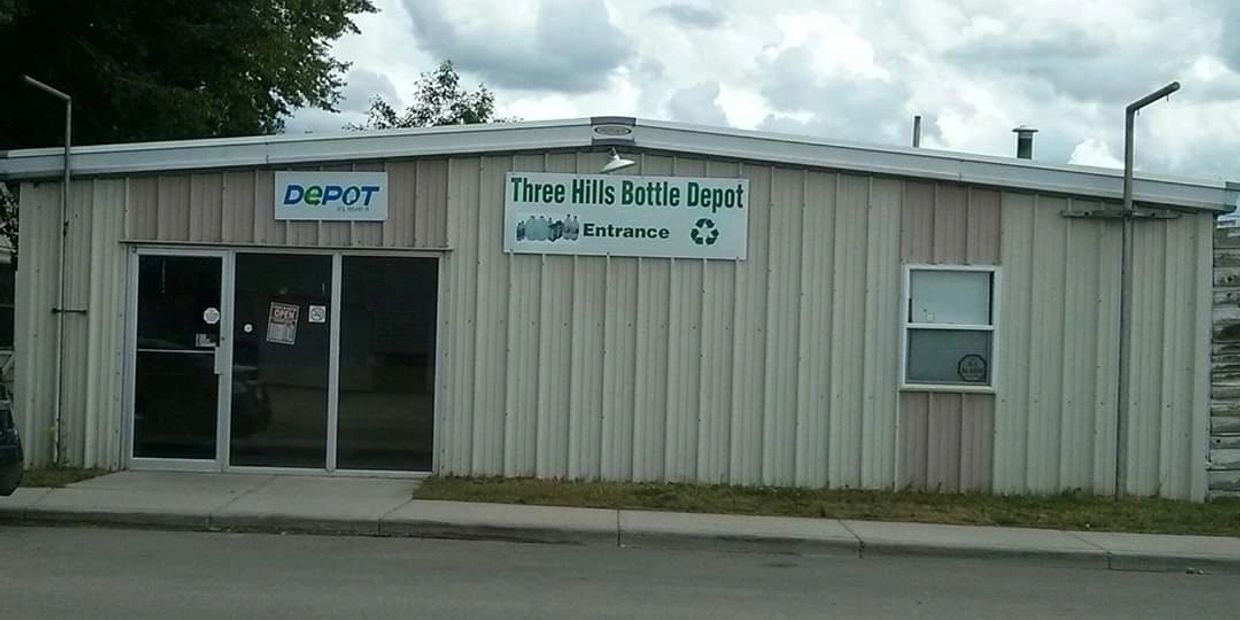 DEPOT
Three Hills Bottle Depot
Entrance
OPEN